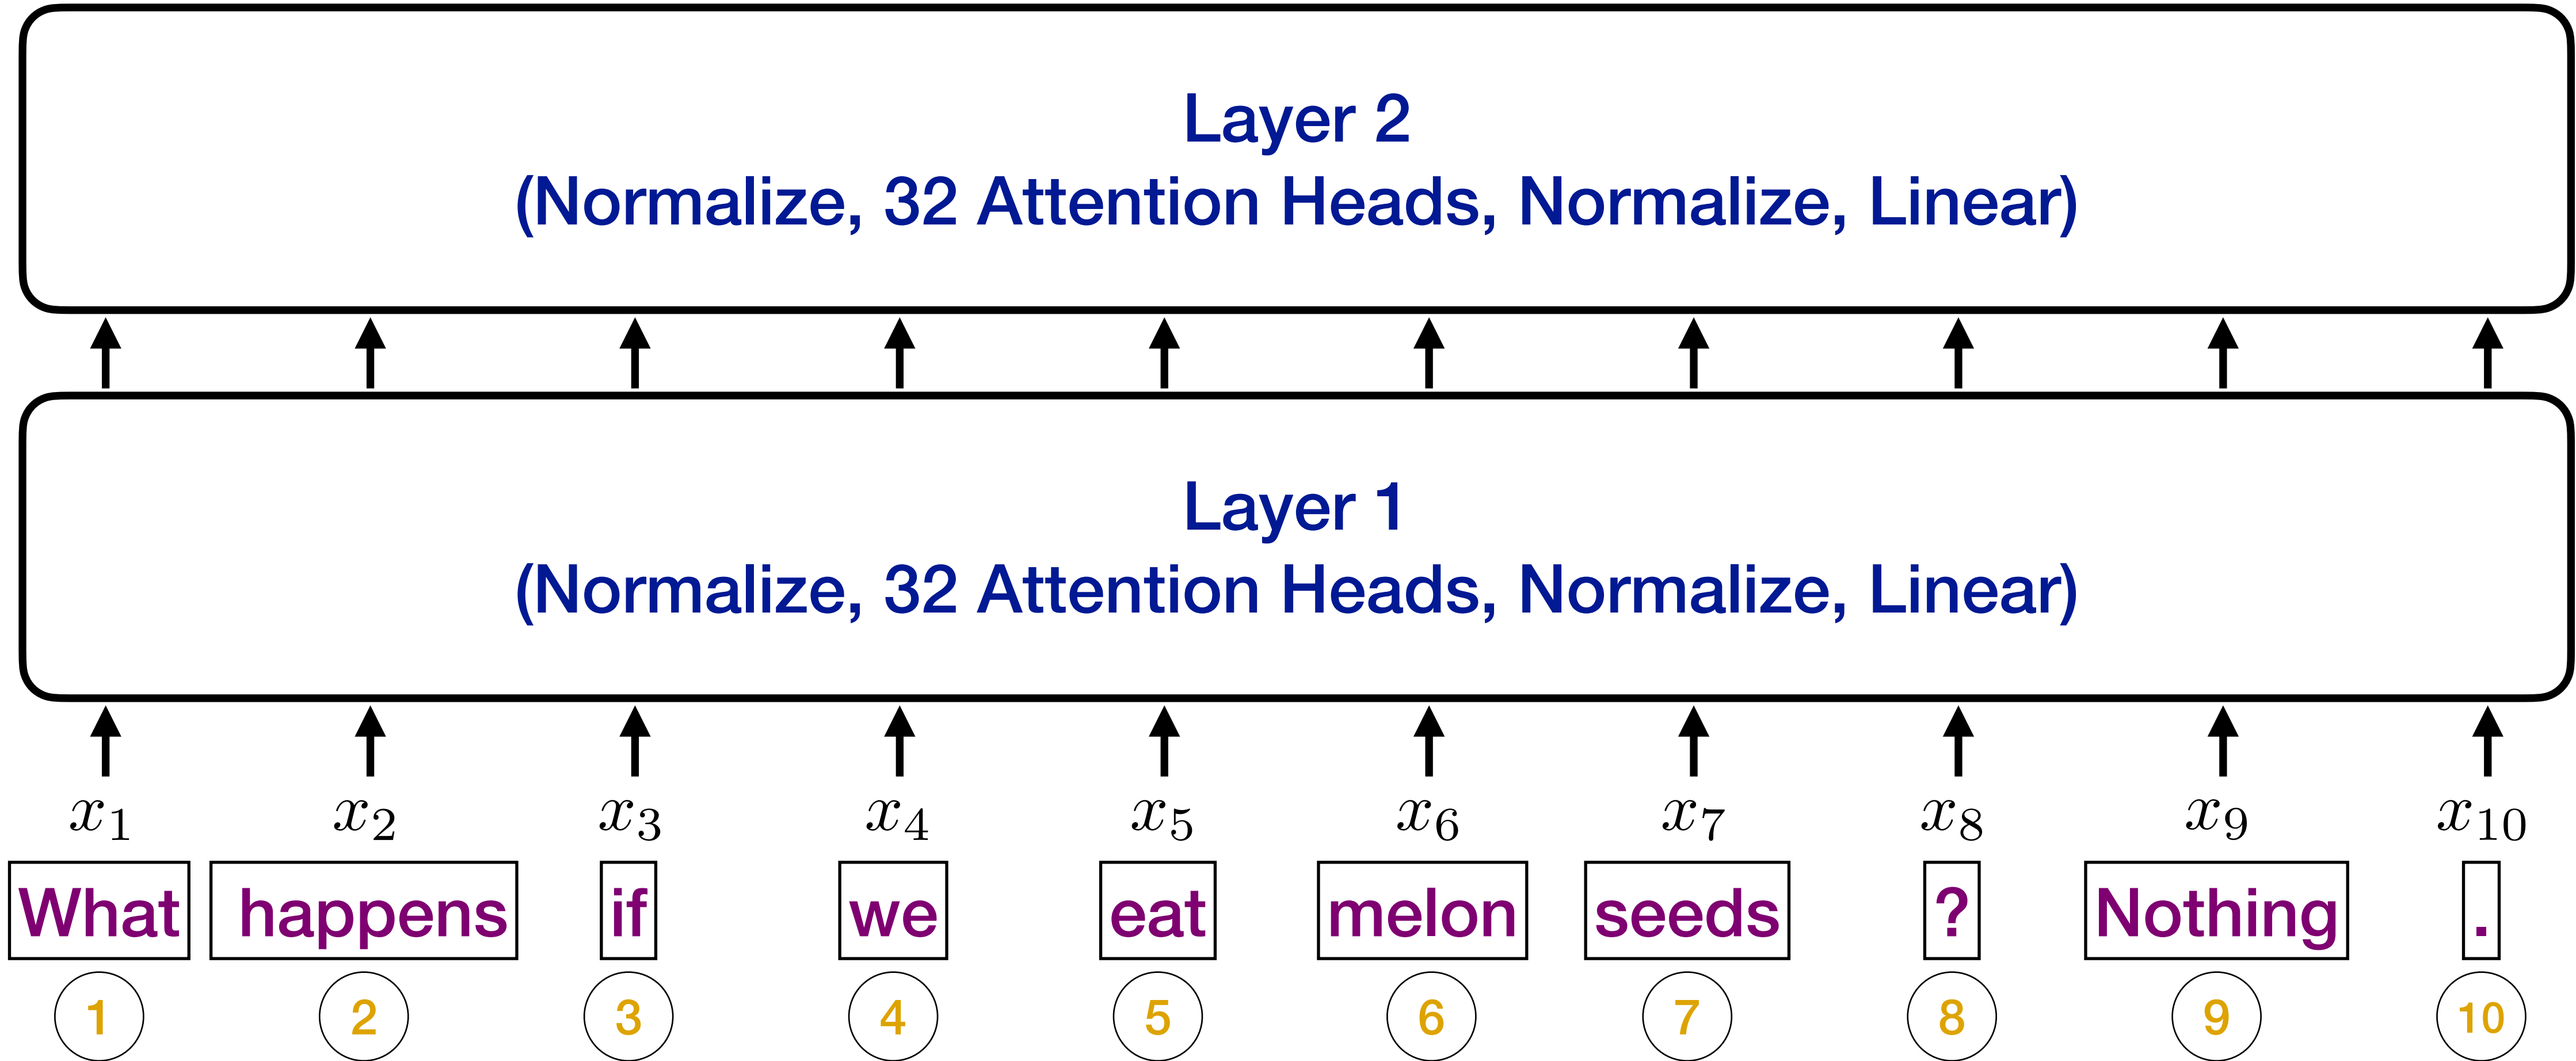 Layer 2
(Normalize, 32 Attention Heads, Normalize, Linear)
Layer 1
(Normalize, 32 Attention Heads, Normalize, Linear)
x₁ x₂ x₃ x₄ x₅ x₆ x₇ x₈ x₉ x₁₀
What happens if we eat melon seeds ? Nothing .
1 2 3 4 5 6 7 8 9 10